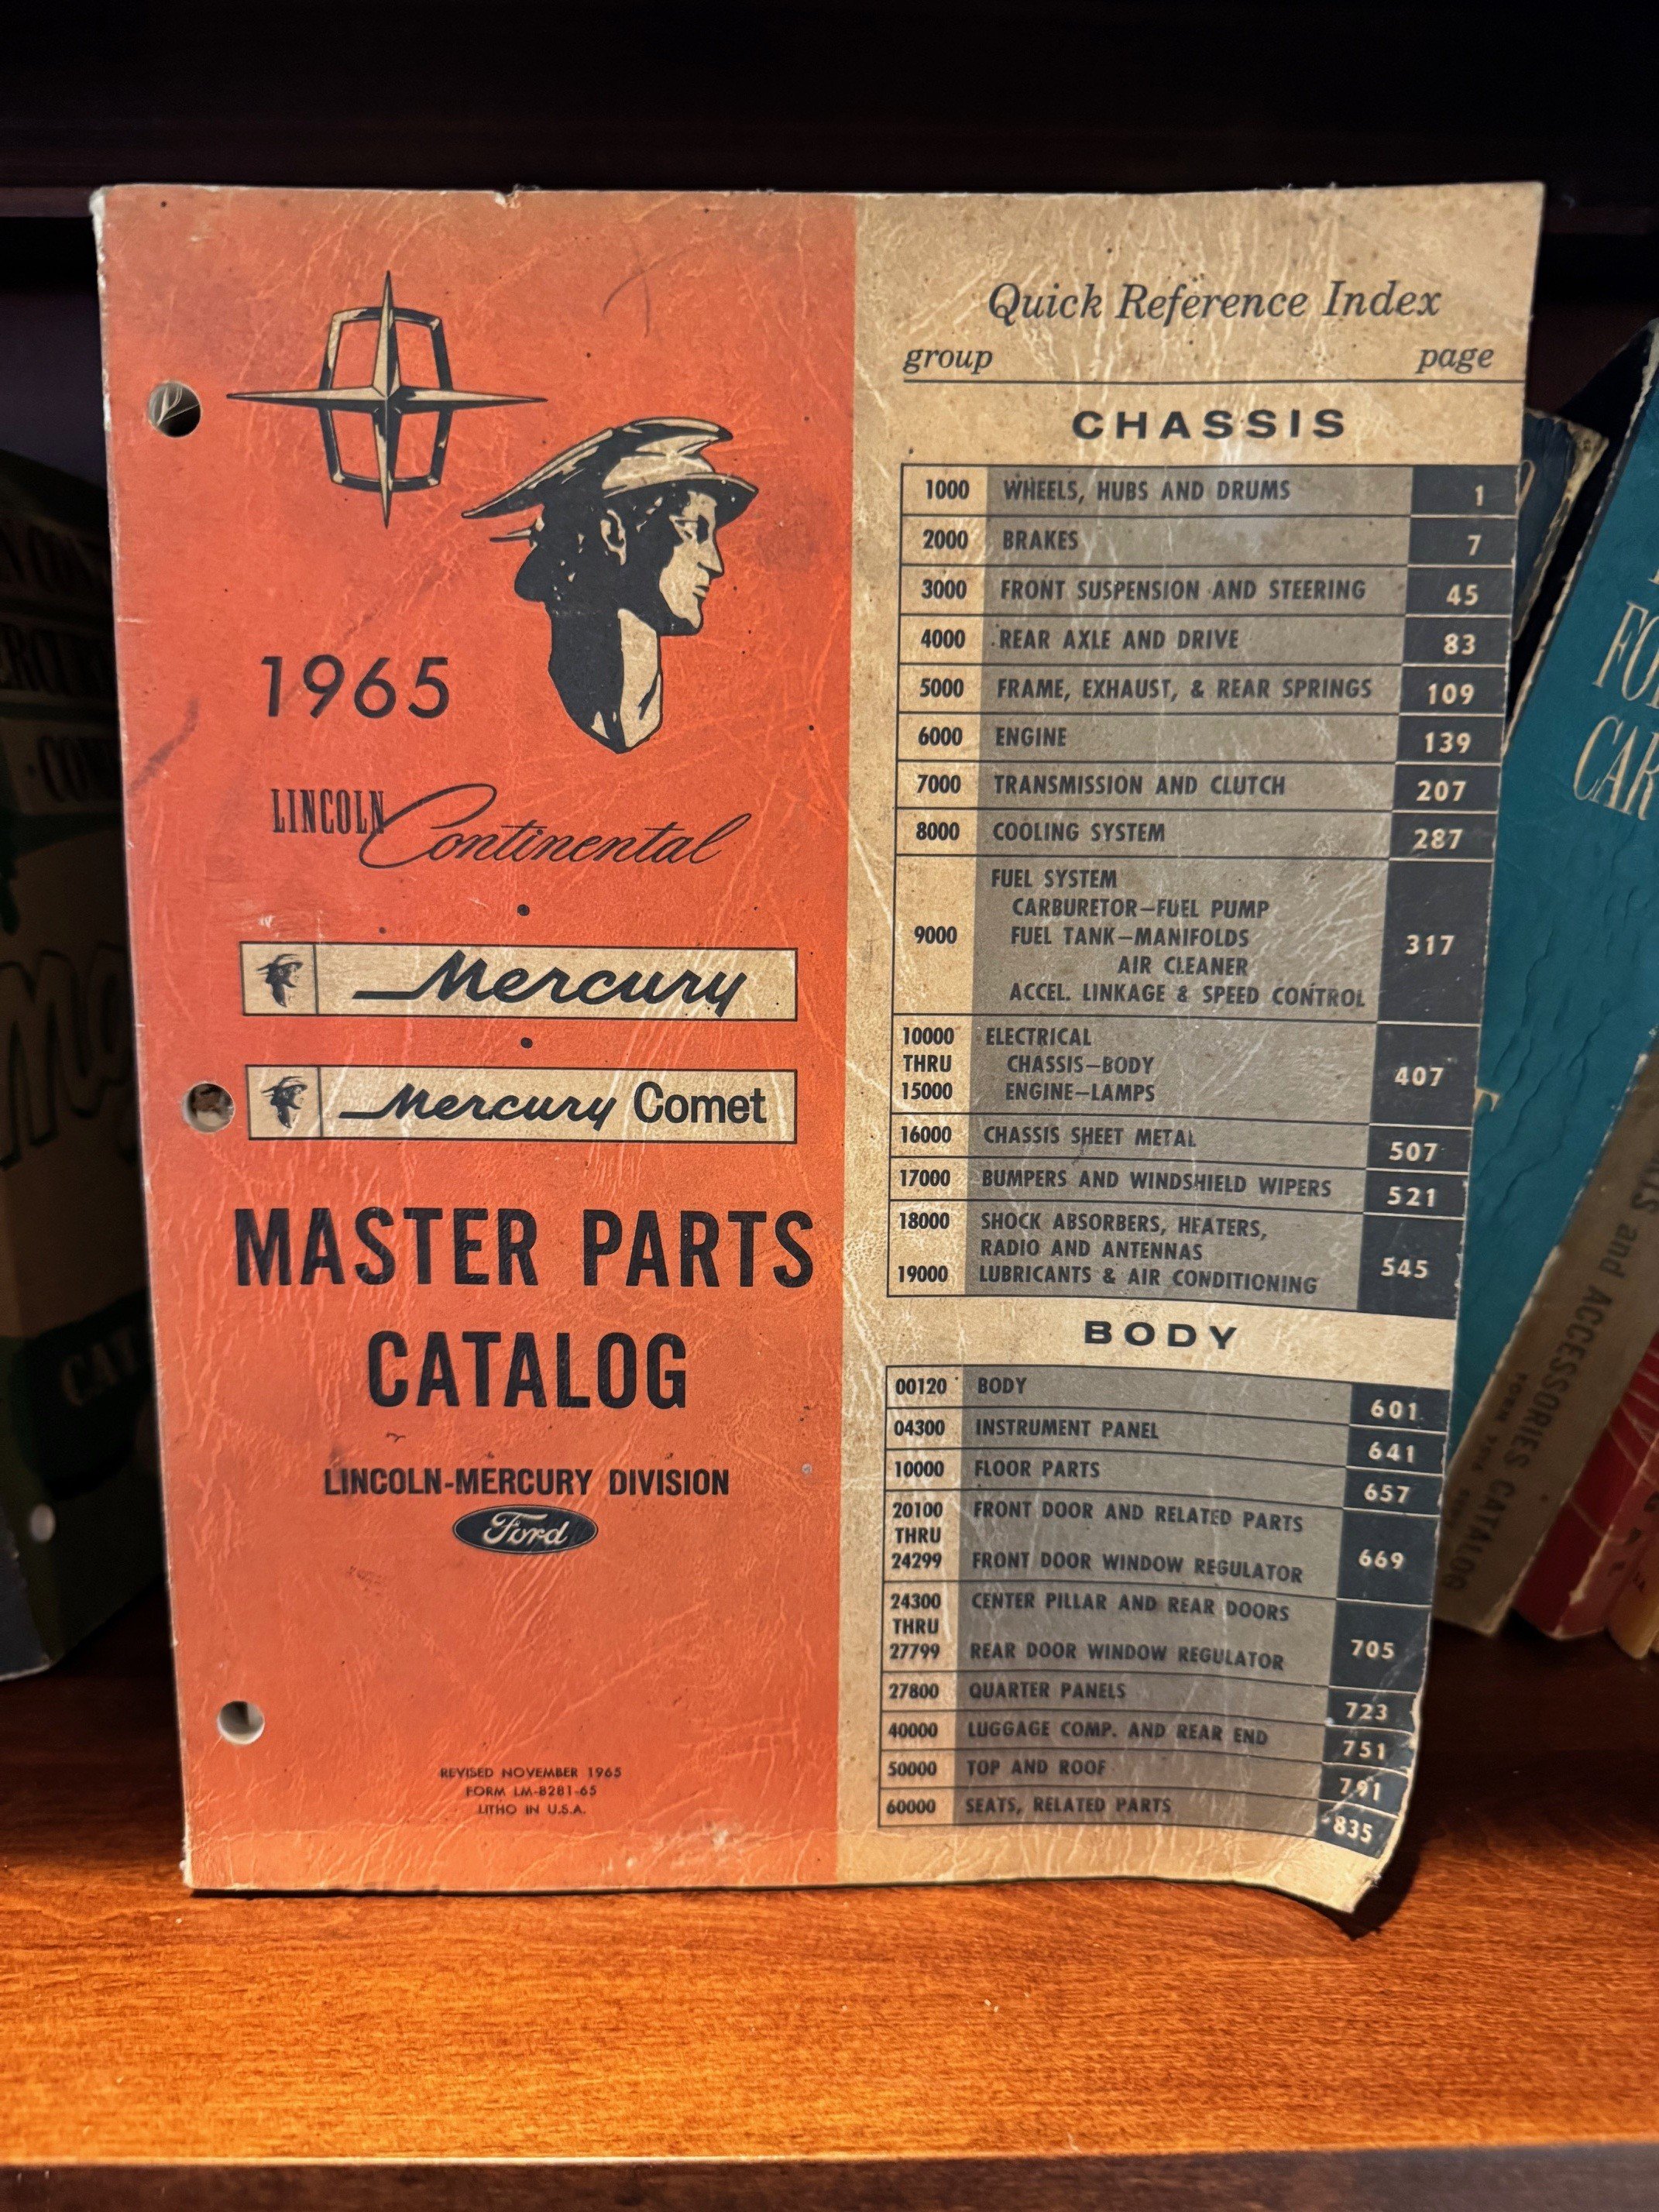 1965
LINCOLN Continental
Mercury
Mercury Comet
MASTER PARTS
CATALOG
LINCOLN-MERCURY DIVISION
Ford
REVISED NOVEMBER 1965
FORM LM-8281-65
LITHO IN U.S.A.
Quick Reference Index
group page
CHASSIS
1000 WHEELS, HUBS AND DRUMS 1
2000 BRAKES 7
3000 FRONT SUSPENSION AND STEERING 45
4000 REAR AXLE AND DRIVE 83
5000 FRAME, EXHAUST, & REAR SPRINGS 109
6000 ENGINE 139
7000 TRANSMISSION AND CLUTCH 207
8000 COOLING SYSTEM 287
FUEL SYSTEM
CARBURETOR—FUEL PUMP
9000 FUEL TANK—MANIFOLDS 317
AIR CLEANER
ACCEL. LINKAGE & SPEED CONTROL
10000 ELECTRICAL
THRU CHASSIS—BODY 407
15000 ENGINE—LAMPS
16000 CHASSIS SHEET METAL 507
17000 BUMPERS AND WINDSHIELD WIPERS 521
18000 SHOCK ABSORBERS, HEATERS,
RADIO AND ANTENNAS 545
19000 LUBRICANTS & AIR CONDITIONING
BODY
00120 BODY 601
04300 INSTRUMENT PANEL 641
10000 FLOOR PARTS 657
20100 FRONT DOOR AND RELATED PARTS
THRU 669
24299 FRONT DOOR WINDOW REGULATOR
24300 CENTER PILLAR AND REAR DOORS
THRU 705
27799 REAR DOOR WINDOW REGULATOR
27800 QUARTER PANELS 723
40000 LUGGAGE COMP. AND REAR END 751
50000 TOP AND ROOF 791
60000 SEATS, RELATED PARTS 835
CAR
and ACCESSORIES CATALOG